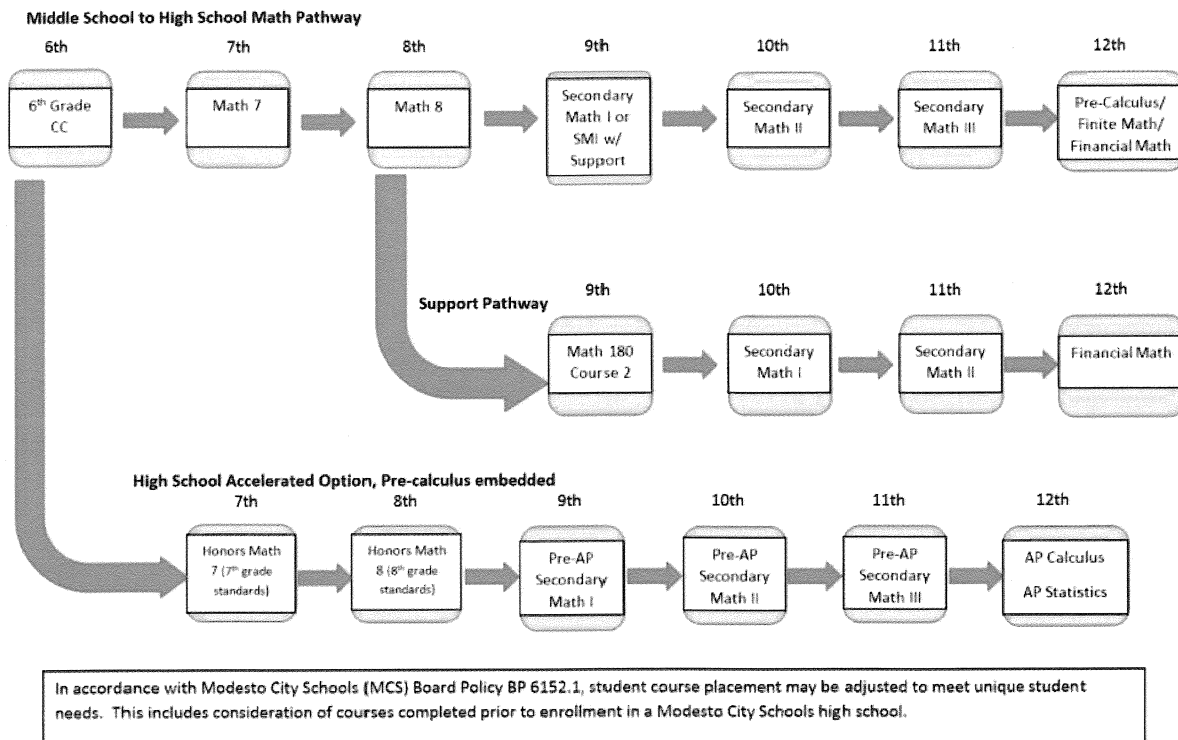 Middle School to High School Math Pathway
6th 7th 8th 9th 10th 11th 12th
6th Grade
CC
Math 7
Math 8
Secondary
Math I or
SMI w/
Support
Secondary
Math II
Secondary
Math III
Pre-Calculus/
Finite Math/
Financial Math
Support Pathway
9th 10th 11th 12th
Math 180
Course 2
Secondary
Math I
Secondary
Math II
Financial Math
High School Accelerated Option, Pre-calculus embedded
7th 8th 9th 10th 11th 12th
Honors Math
7 (7th grade
standards)
Honors Math
8 (8th grade
standards)
Pre-AP
Secondary
Math I
Pre-AP
Secondary
Math II
Pre-AP
Secondary
Math III
AP Calculus
AP Statistics
In accordance with Modesto City Schools (MCS) Board Policy BP 6152.1, student course placement may be adjusted to meet unique student
needs. This includes consideration of courses completed prior to enrollment in a Modesto City Schools high school.